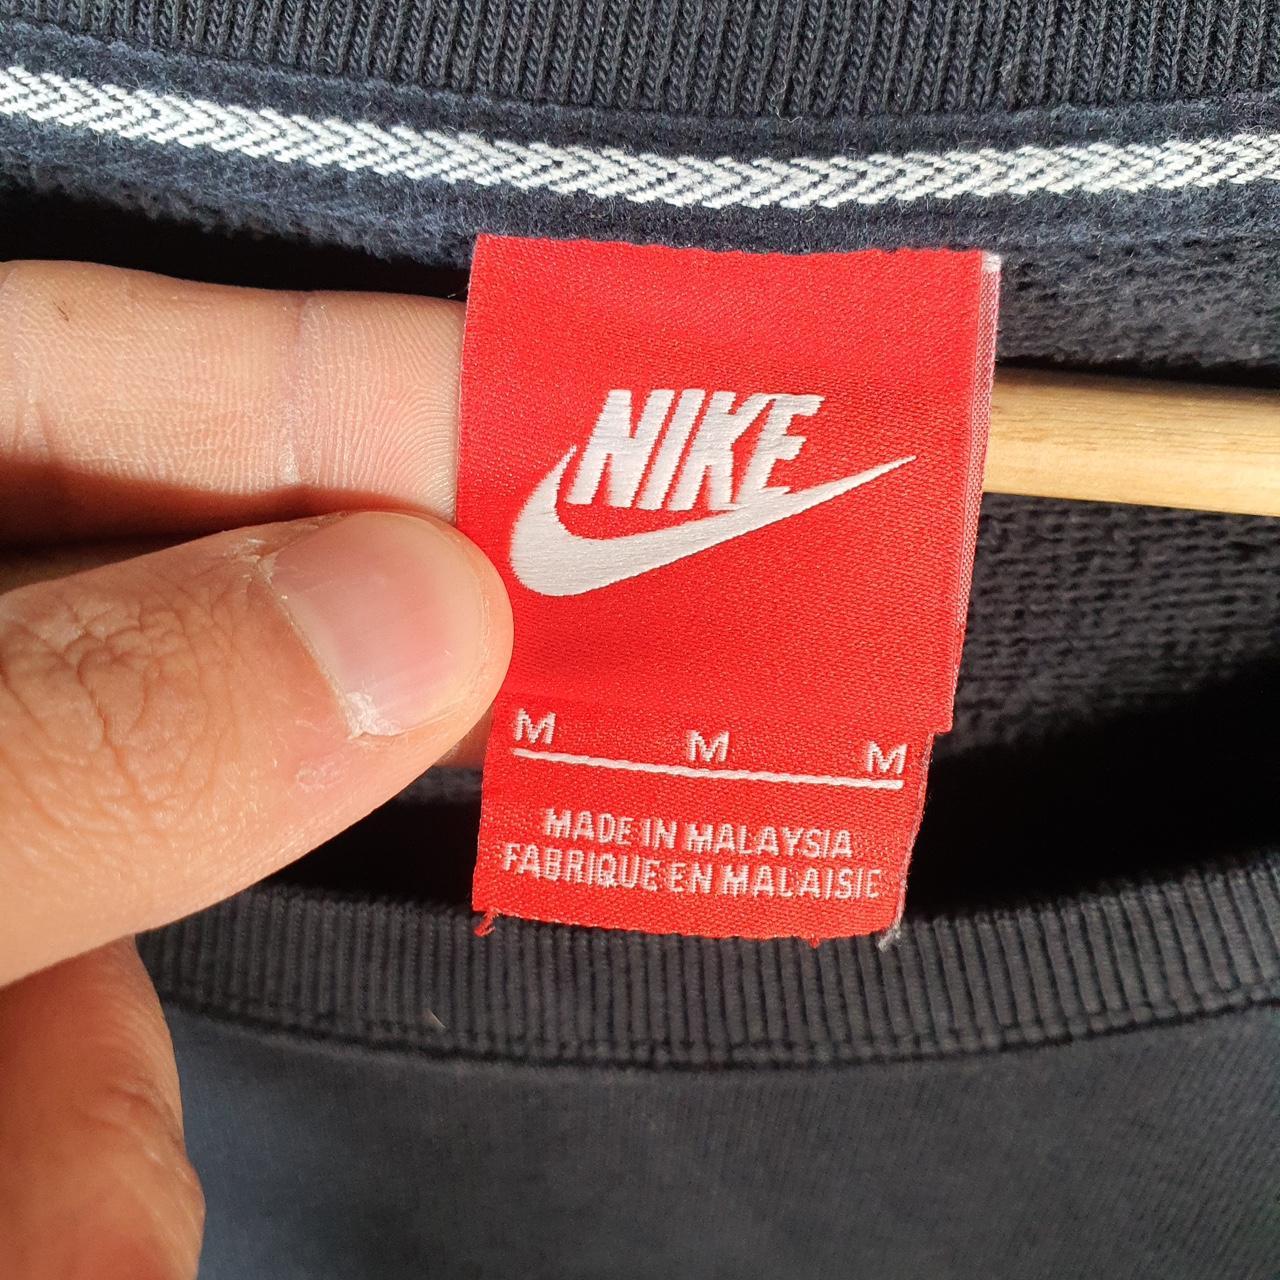 NIKE
M M M
MADE IN MALAYSIA
FABRIQUE EN MALAISIE